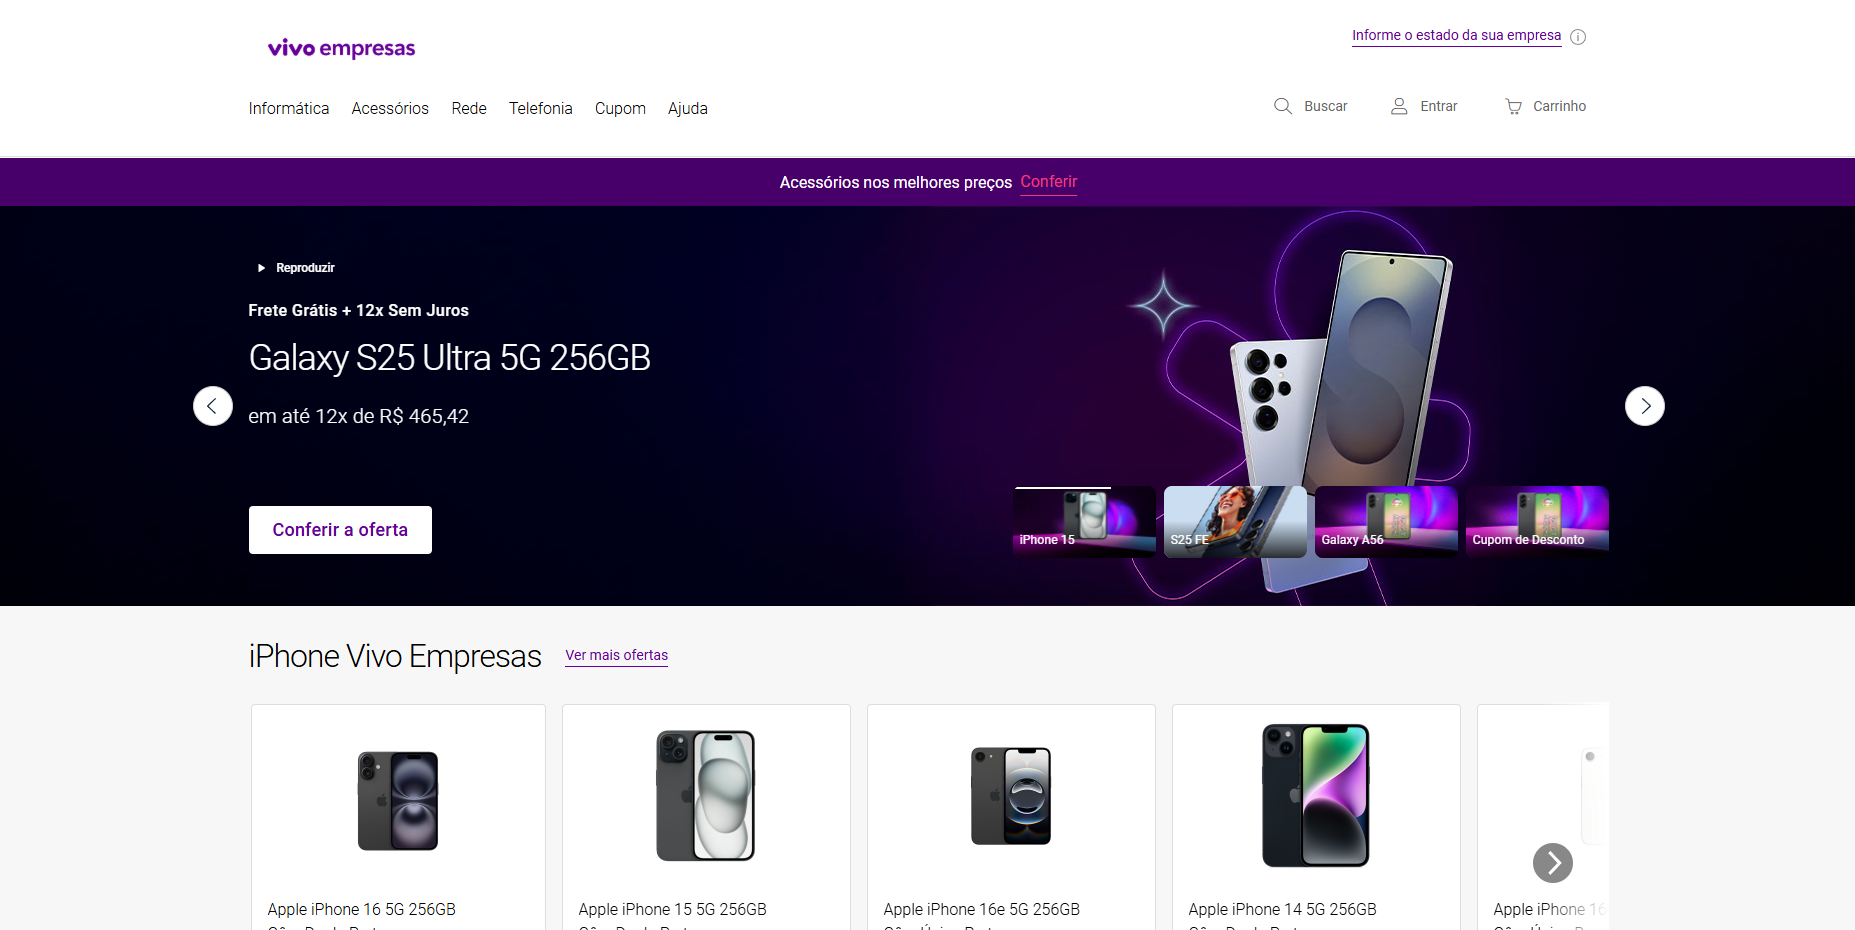 vivo empresas
Informe o estado da sua empresa
Informática Acessórios Rede Telefonia Cupom Ajuda
Buscar Entrar Carrinho
Acessórios nos melhores preços Conferir
Reproduzir
Frete Grátis + 12x Sem Juros
Galaxy S25 Ultra 5G 256GB
em até 12x de R$ 465,42
Conferir a oferta
iPhone 15
S25 FE
Galaxy A56
Cupom de Desconto
iPhone Vivo Empresas Ver mais ofertas
Apple iPhone 16 5G 256GB
Apple iPhone 15 5G 256GB
Apple iPhone 16e 5G 256GB
Apple iPhone 14 5G 256GB
Apple iPhone 16